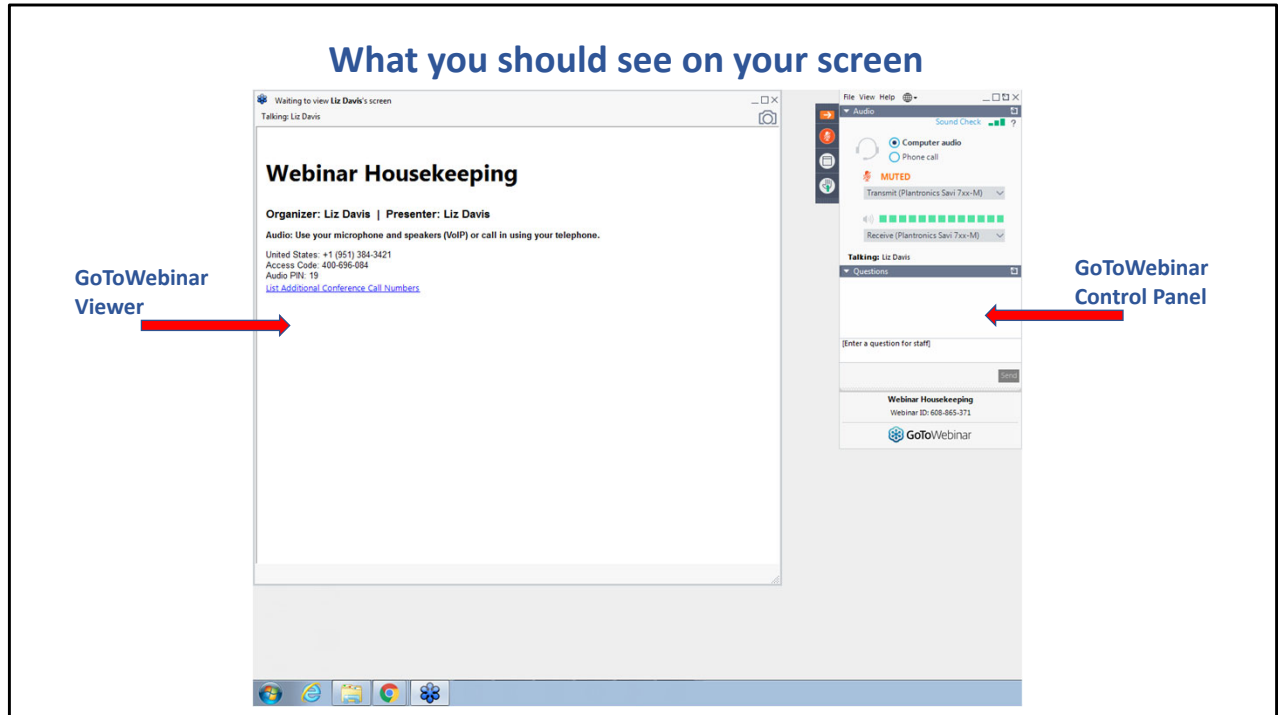 What you should see on your screen
Waiting to view Liz Davis's screen
Talking: Liz Davis
Webinar Housekeeping
Organizer: Liz Davis | Presenter: Liz Davis
Audio: Use your microphone and speakers (VoIP) or call in using your telephone.
United States: +1 (951) 384-3421
Access Code: 400-696-084
Audio PIN: 19
List Additional Conference Call Numbers
GoToWebinar
Viewer
File View Help
Audio
Sound Check ?
Computer audio
Phone call
MUTED
Transmit (Plantronics Savi 7xx-M)
Receive (Plantronics Savi 7xx-M)
Talking: Liz Davis
Questions
[Enter a question for staff]
Send
Webinar Housekeeping
Webinar ID: 608-865-371
GoToWebinar
GoToWebinar
Control Panel